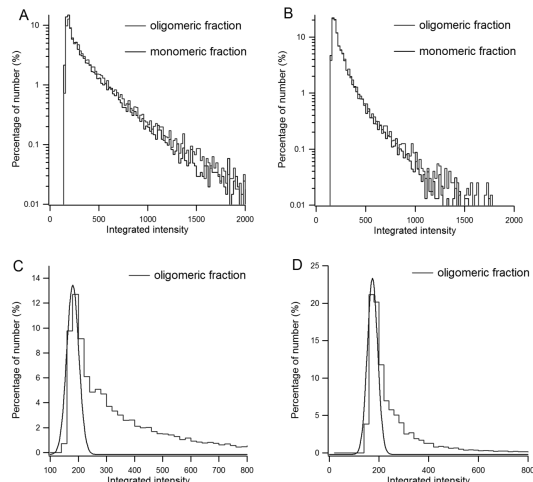 A
oligomeric fraction
monomeric fraction
Percentage of number (%)
10
1
0.1
0.01
0 500 1000 1500 2000
Integrated intensity
B
oligomeric fraction
monomeric fraction
Percentage of number (%)
10
1
0.1
0.01
0 500 1000 1500 2000
Integrated intensity
C
oligomeric fraction
Percentage of number (%)
14
12
10
8
6
4
2
0
100 200 300 400 500 600 700 800
Integrated intensity
D
oligomeric fraction
Percentage of number (%)
25
20
15
10
5
0
0 200 400 600 800
Integrated intensity